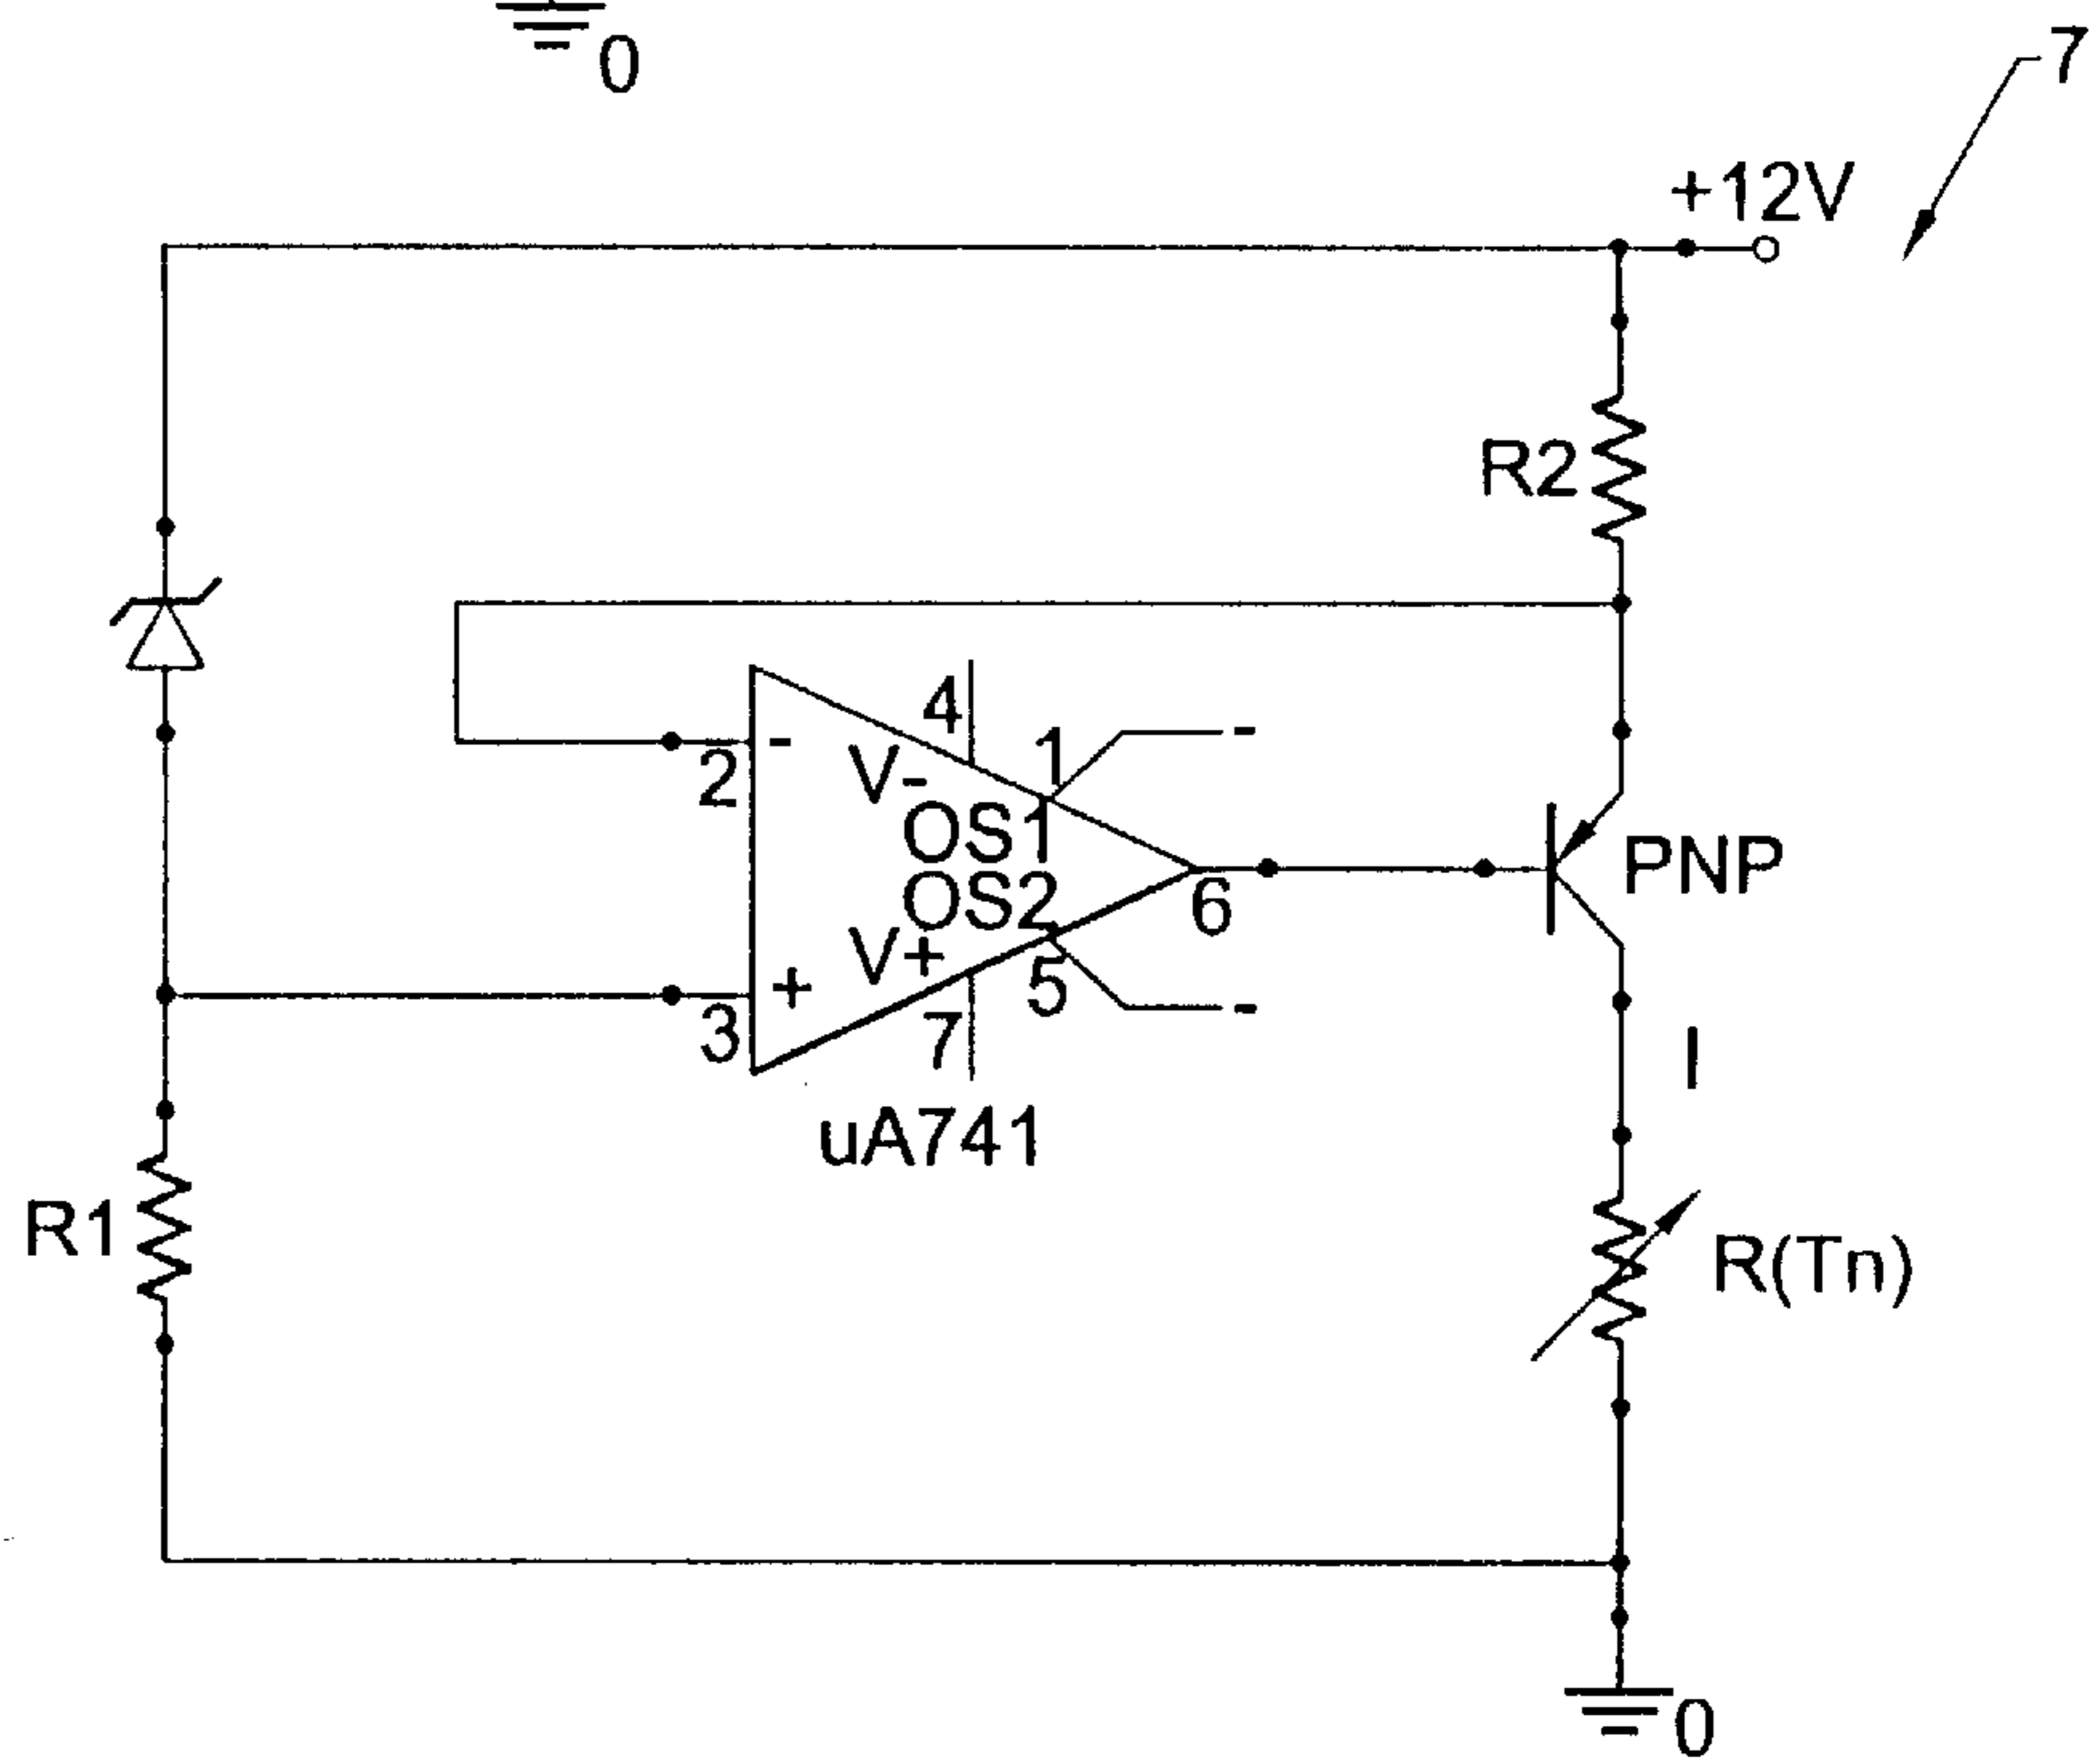 0
7
+12V
R2
4
1
-
-
2
V-
OS1
PNP
OS2
6
V+
+
5
-
3
7
I
uA741
R1
R(Tn)
0